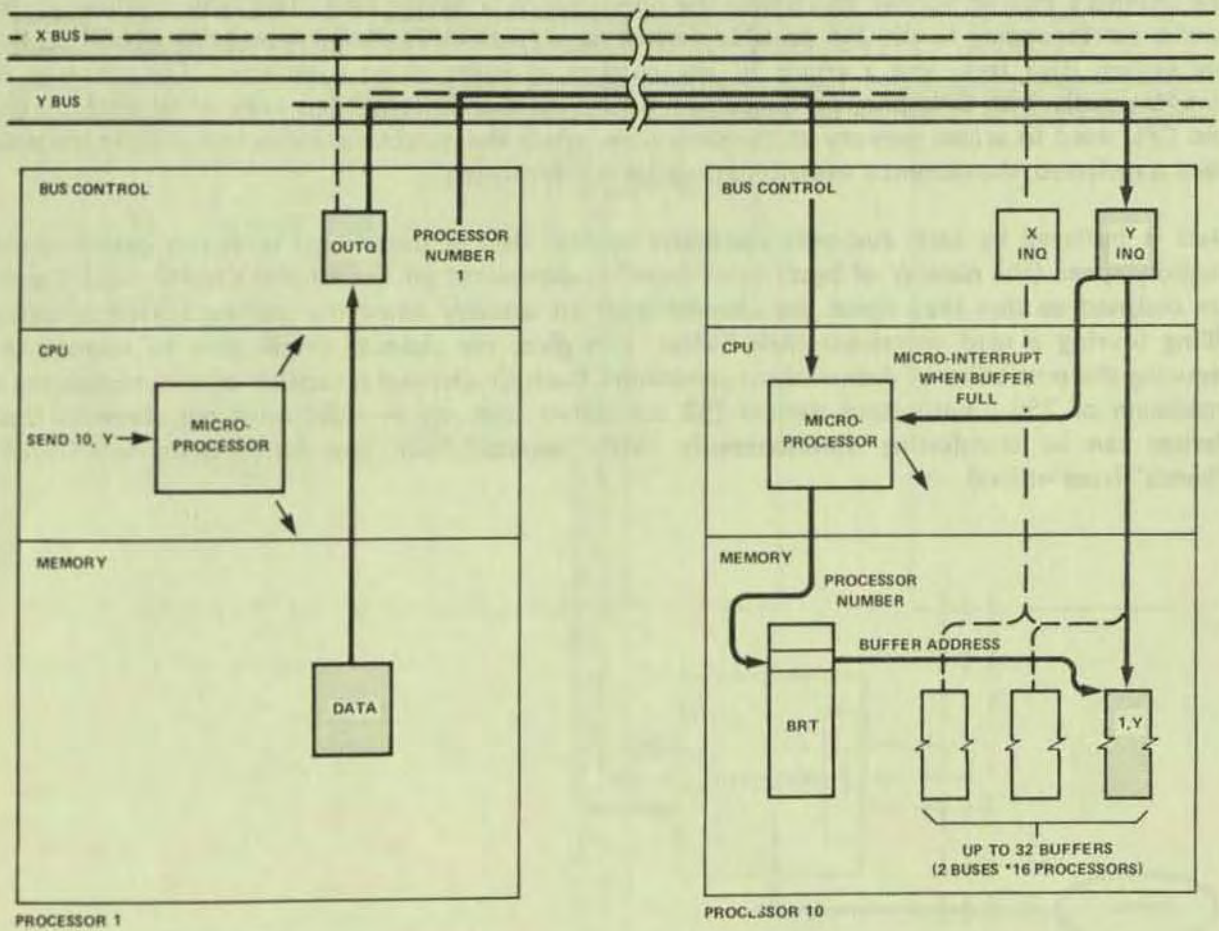 X BUS
Y BUS
BUS CONTROL
OUTQ
PROCESSOR
NUMBER
1
CPU
SEND 10, Y
MICRO-
PROCESSOR
MEMORY
DATA
PROCESSOR 1
BUS CONTROL
X
INQ
Y
INQ
CPU
MICRO-INTERRUPT
WHEN BUFFER
FULL
MICRO-
PROCESSOR
MEMORY
PROCESSOR
NUMBER
BUFFER ADDRESS
BRT
1,Y
UP TO 32 BUFFERS
(2 BUSES *16 PROCESSORS)
PROCESSOR 10